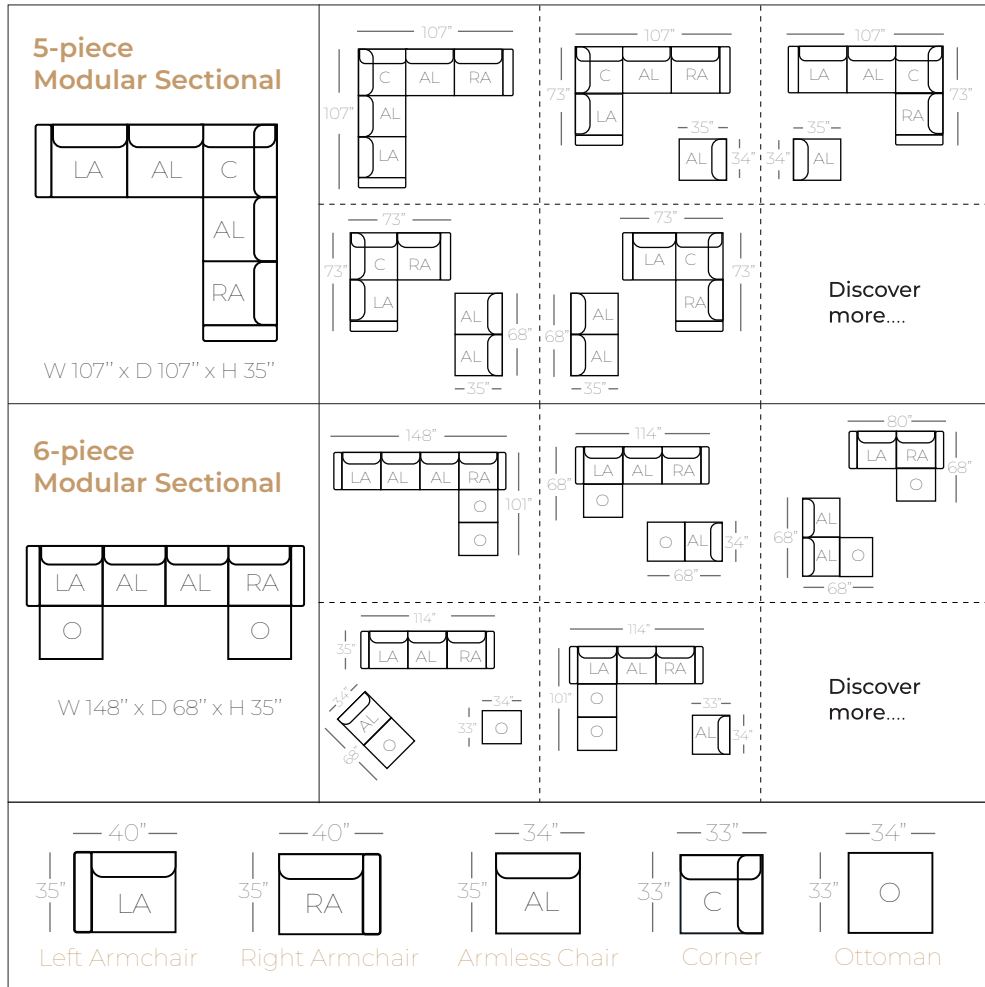 5-piece
Modular Sectional
LA
AL
C
AL
RA
W 107’’ x D 107’’ x H 35’’
107”
C
AL
RA
107”
AL
LA
107”
C
AL
RA
73”
LA
35”
AL
34”
107”
LA
AL
C
73”
RA
35”
34”
AL
73”
73”
C
RA
LA
AL
68”
AL
35”
73”
LA
C
73”
RA
AL
68”
AL
35”
Discover
more....
6-piece
Modular Sectional
LA
AL
AL
RA
O
O
W 148’’ x D 68’’ x H 35’’
148”
LA
AL
AL
RA
O
101”
O
114”
LA
AL
RA
68”
O
O
AL
34”
68”
80”
LA
RA
68”
O
AL
68”
AL
O
68”
114”
35”
LA
AL
RA
34”
AL
O
68”
34”
33”
O
114”
LA
AL
RA
101”
O
O
33”
AL
34”
Discover
more....
40”
35”
LA
Left Armchair
40”
35”
RA
Right Armchair
34”
35”
AL
Armless Chair
33”
33”
C
Corner
34”
33”
O
Ottoman